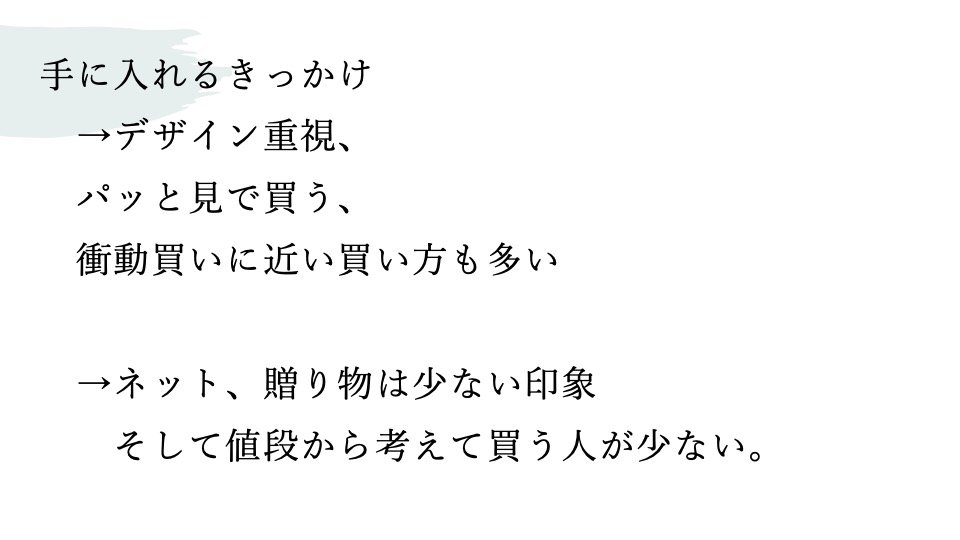 手に入れるきっかけ
→デザイン重視、
パッと見で買う、
衝動買いに近い買い方も多い
→ネット、贈り物は少ない印象
そして値段から考えて買う人が少ない。